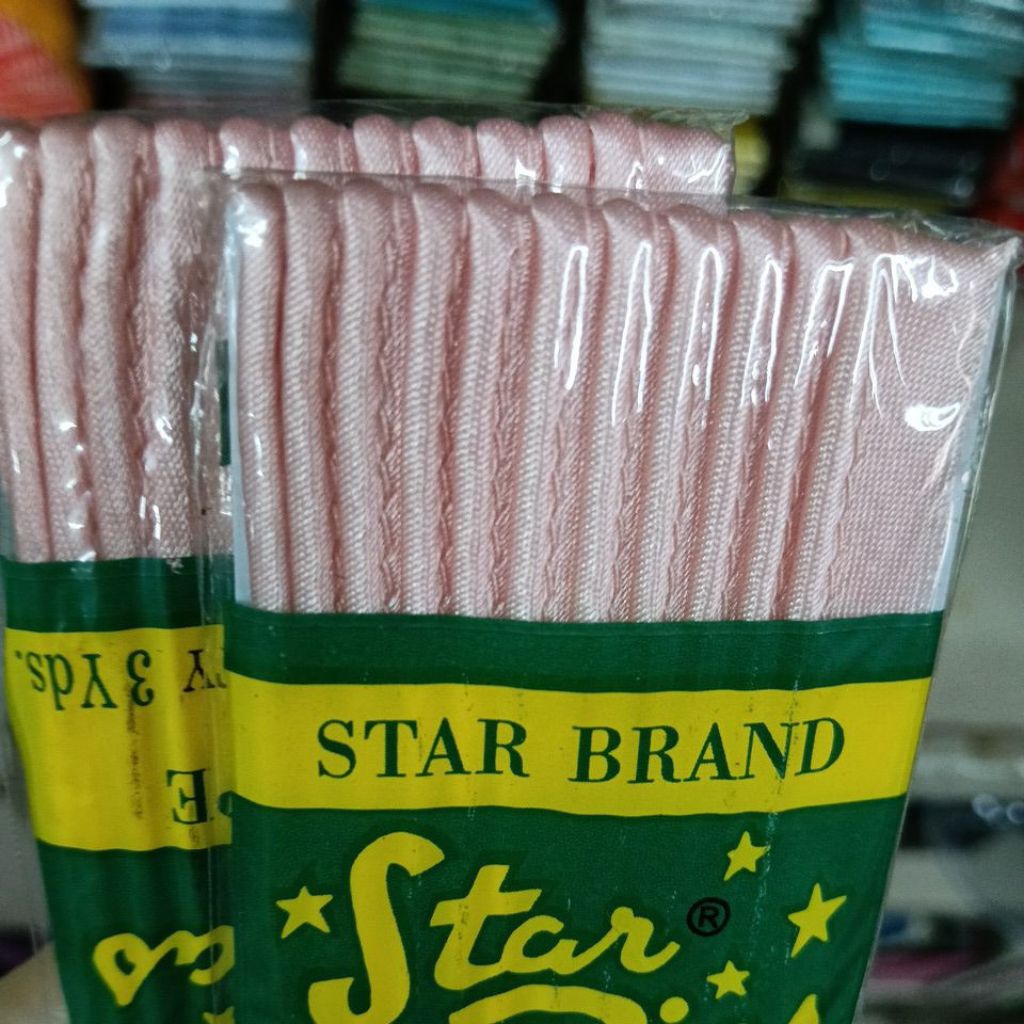 STAR BRAND
Star ®
Y 3 Yds.